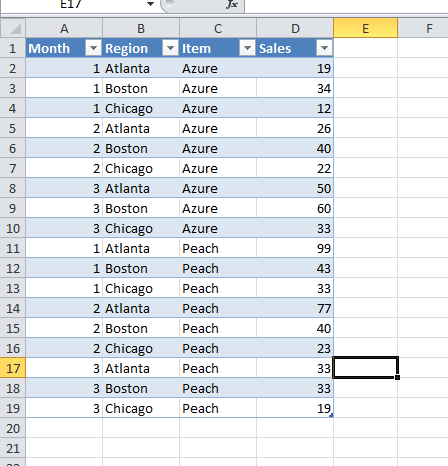 E17 fx
A B C D E F
1 Month Region Item Sales
2 1 Atlanta Azure 19
3 1 Boston Azure 34
4 1 Chicago Azure 12
5 2 Atlanta Azure 26
6 2 Boston Azure 40
7 2 Chicago Azure 22
8 3 Atlanta Azure 50
9 3 Boston Azure 60
10 3 Chicago Azure 33
11 1 Atlanta Peach 99
12 1 Boston Peach 43
13 1 Chicago Peach 33
14 2 Atlanta Peach 77
15 2 Boston Peach 40
16 2 Chicago Peach 23
17 3 Atlanta Peach 33
18 3 Boston Peach 33
19 3 Chicago Peach 19
20
21
22